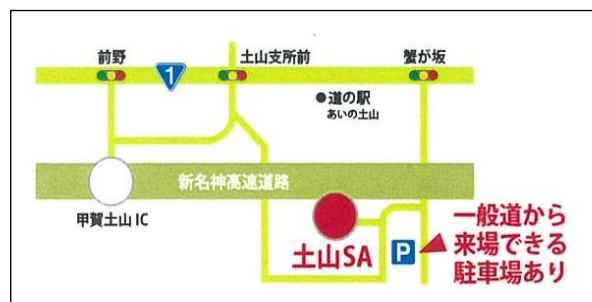 前野
土山支所前
蟹が坂
1
●道の駅
あいの土山
新名神高速道路
甲賀土山IC
土山SA
P
一般道から
来場できる
駐車場あり